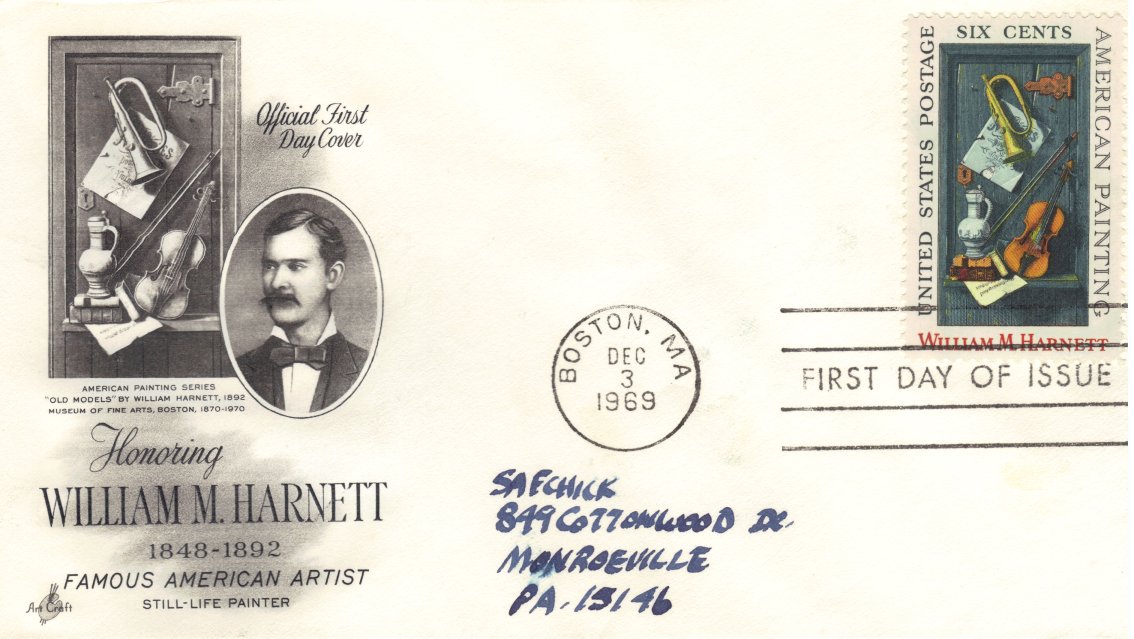 Official First
Day Cover
AMERICAN PAINTING SERIES
"OLD MODELS" BY WILLIAM HARNETT, 1892
MUSEUM OF FINE ARTS, BOSTON, 1870-1970
Honoring
WILLIAM M. HARNETT
1848-1892
FAMOUS AMERICAN ARTIST
STILL-LIFE PAINTER
Art Craft
BOSTON, MA
DEC
3
1969
UNITED STATES POSTAGE
SIX CENTS
AMERICAN PAINTING
WILLIAM M. HARNETT
FIRST DAY OF ISSUE
SAFCHICK
849 COTTONWOOD DR.
MONROEVILLE
PA. 15146